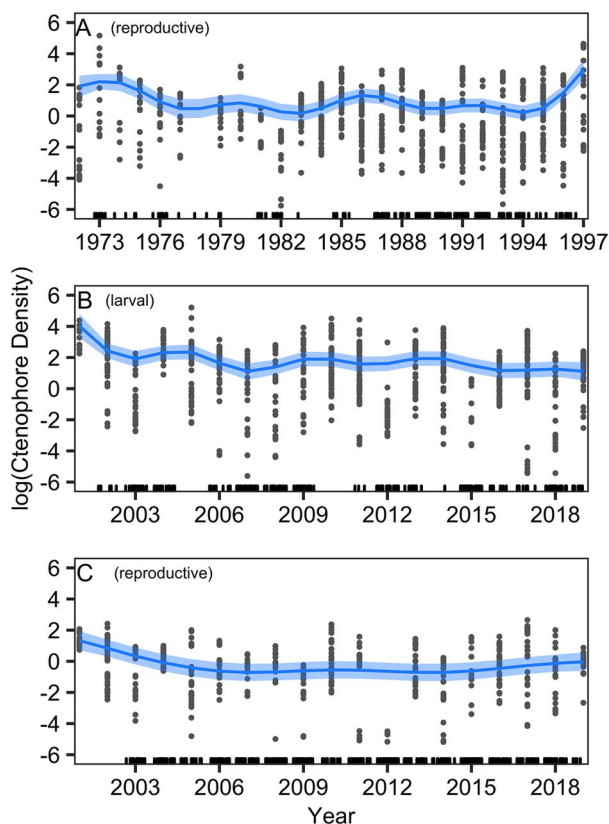 A (reproductive)
6
4
2
0
-2
-4
-6
1973 1976 1979 1982 1985 1988 1991 1994 1997
log(Ctenophore Density)
B (larval)
6
4
2
0
-2
-4
-6
2003 2006 2009 2012 2015 2018
C (reproductive)
6
4
2
0
-2
-4
-6
2003 2006 2009 2012 2015 2018
Year